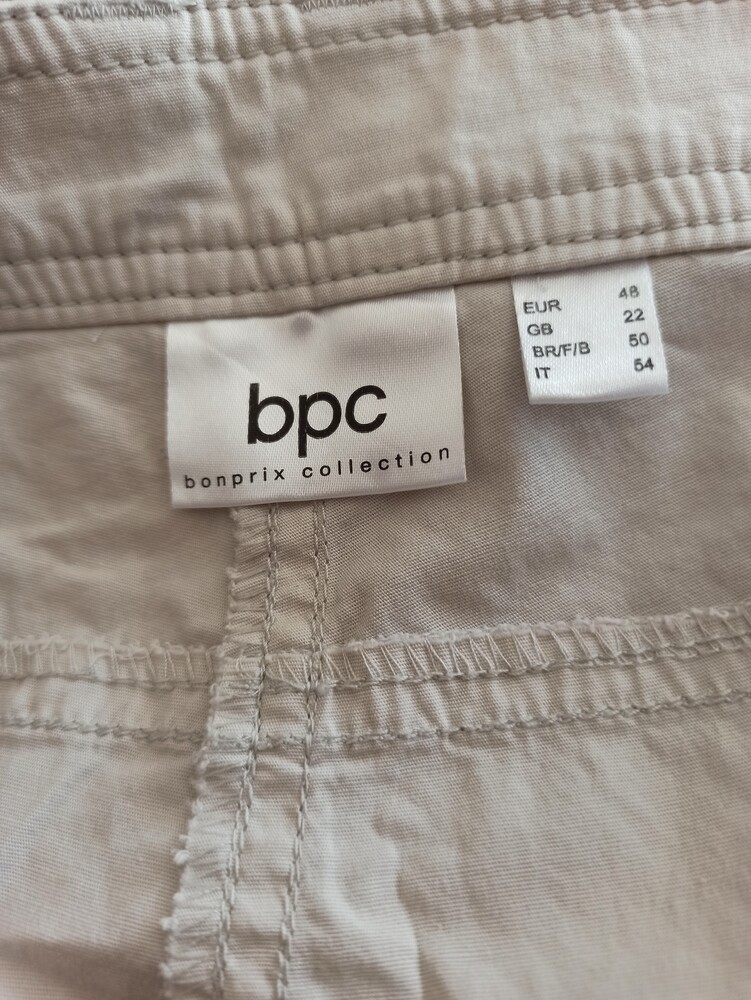 bpc
bonprix collection
EUR 48
GB 22
BR/F/B 50
IT 54